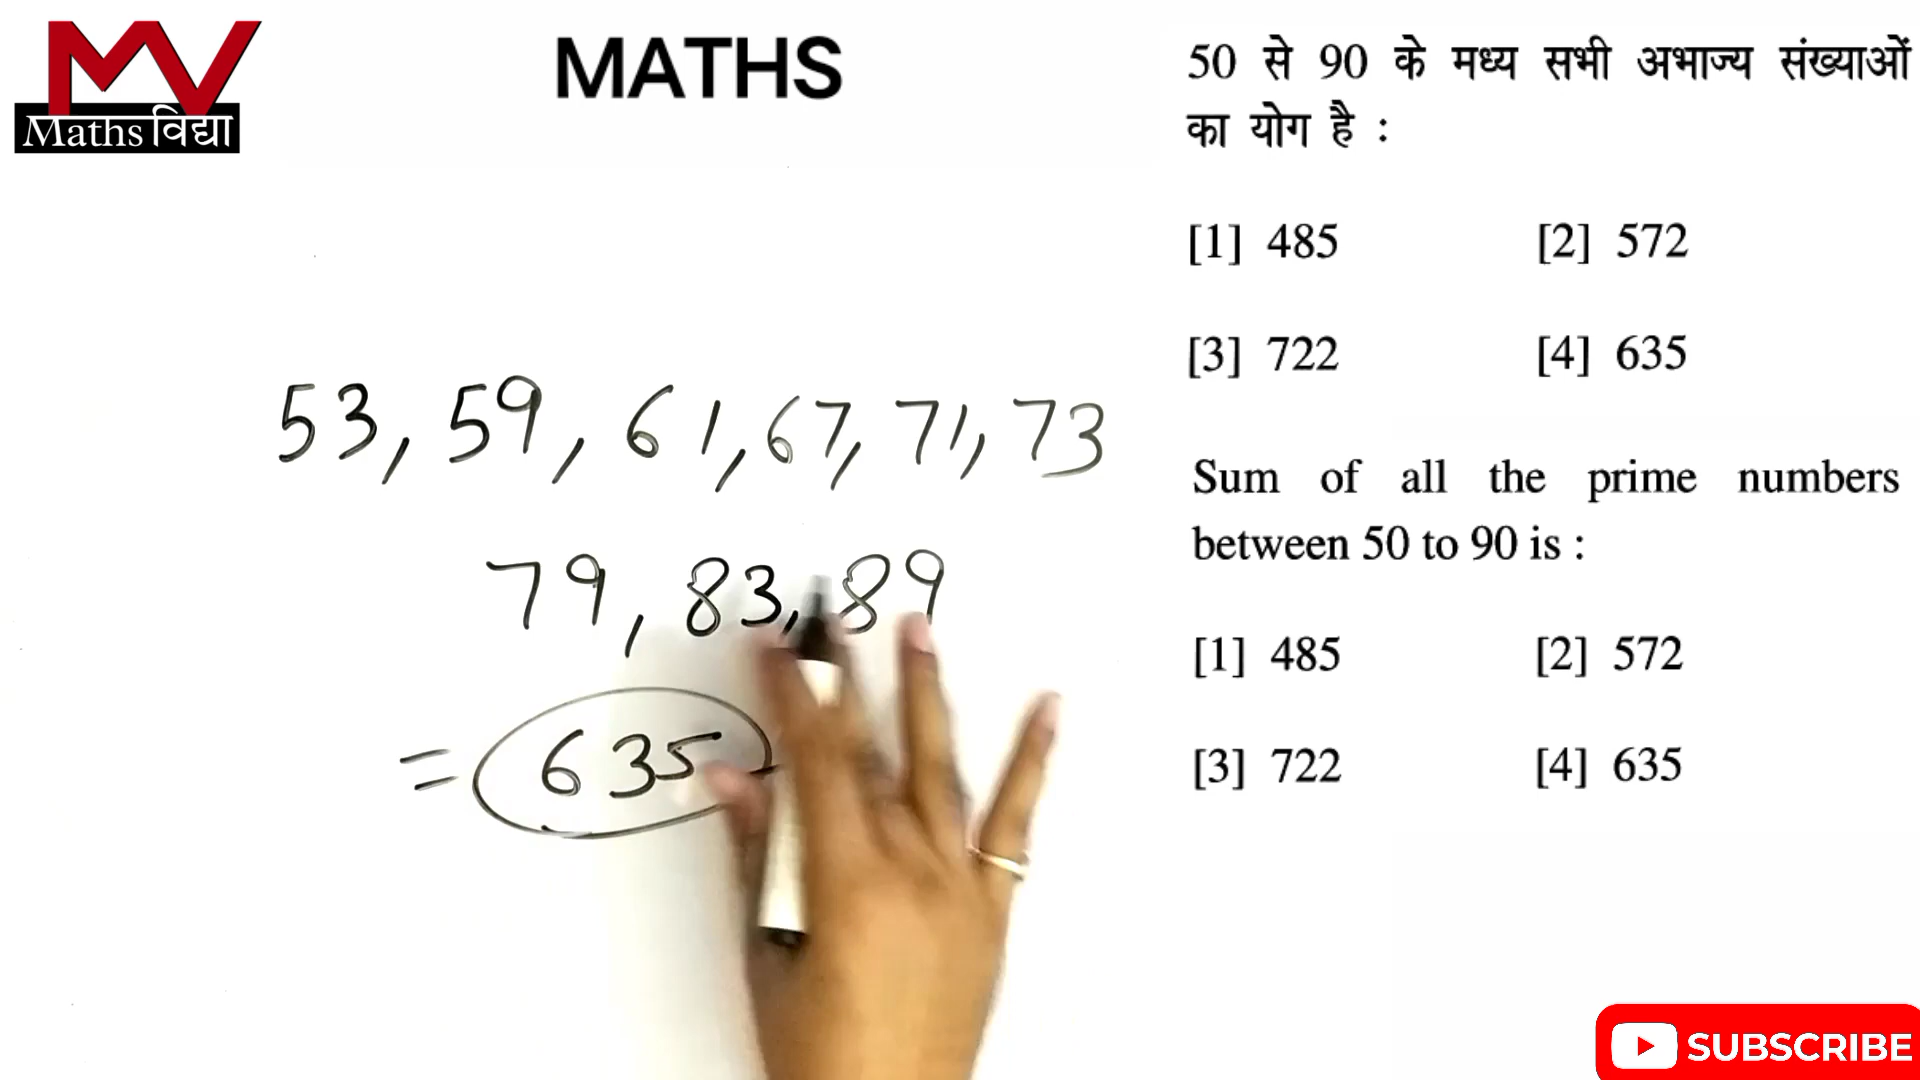 MV
Maths विद्या
MATHS
53, 59, 61, 67, 71, 73
79, 83, 89
= 635
50 से 90 के मध्य सभी अभाज्य संख्याओं
का योग है :
[1] 485 [2] 572
[3] 722 [4] 635
Sum of all the prime numbers
between 50 to 90 is :
[1] 485 [2] 572
[3] 722 [4] 635
SUBSCRIBE